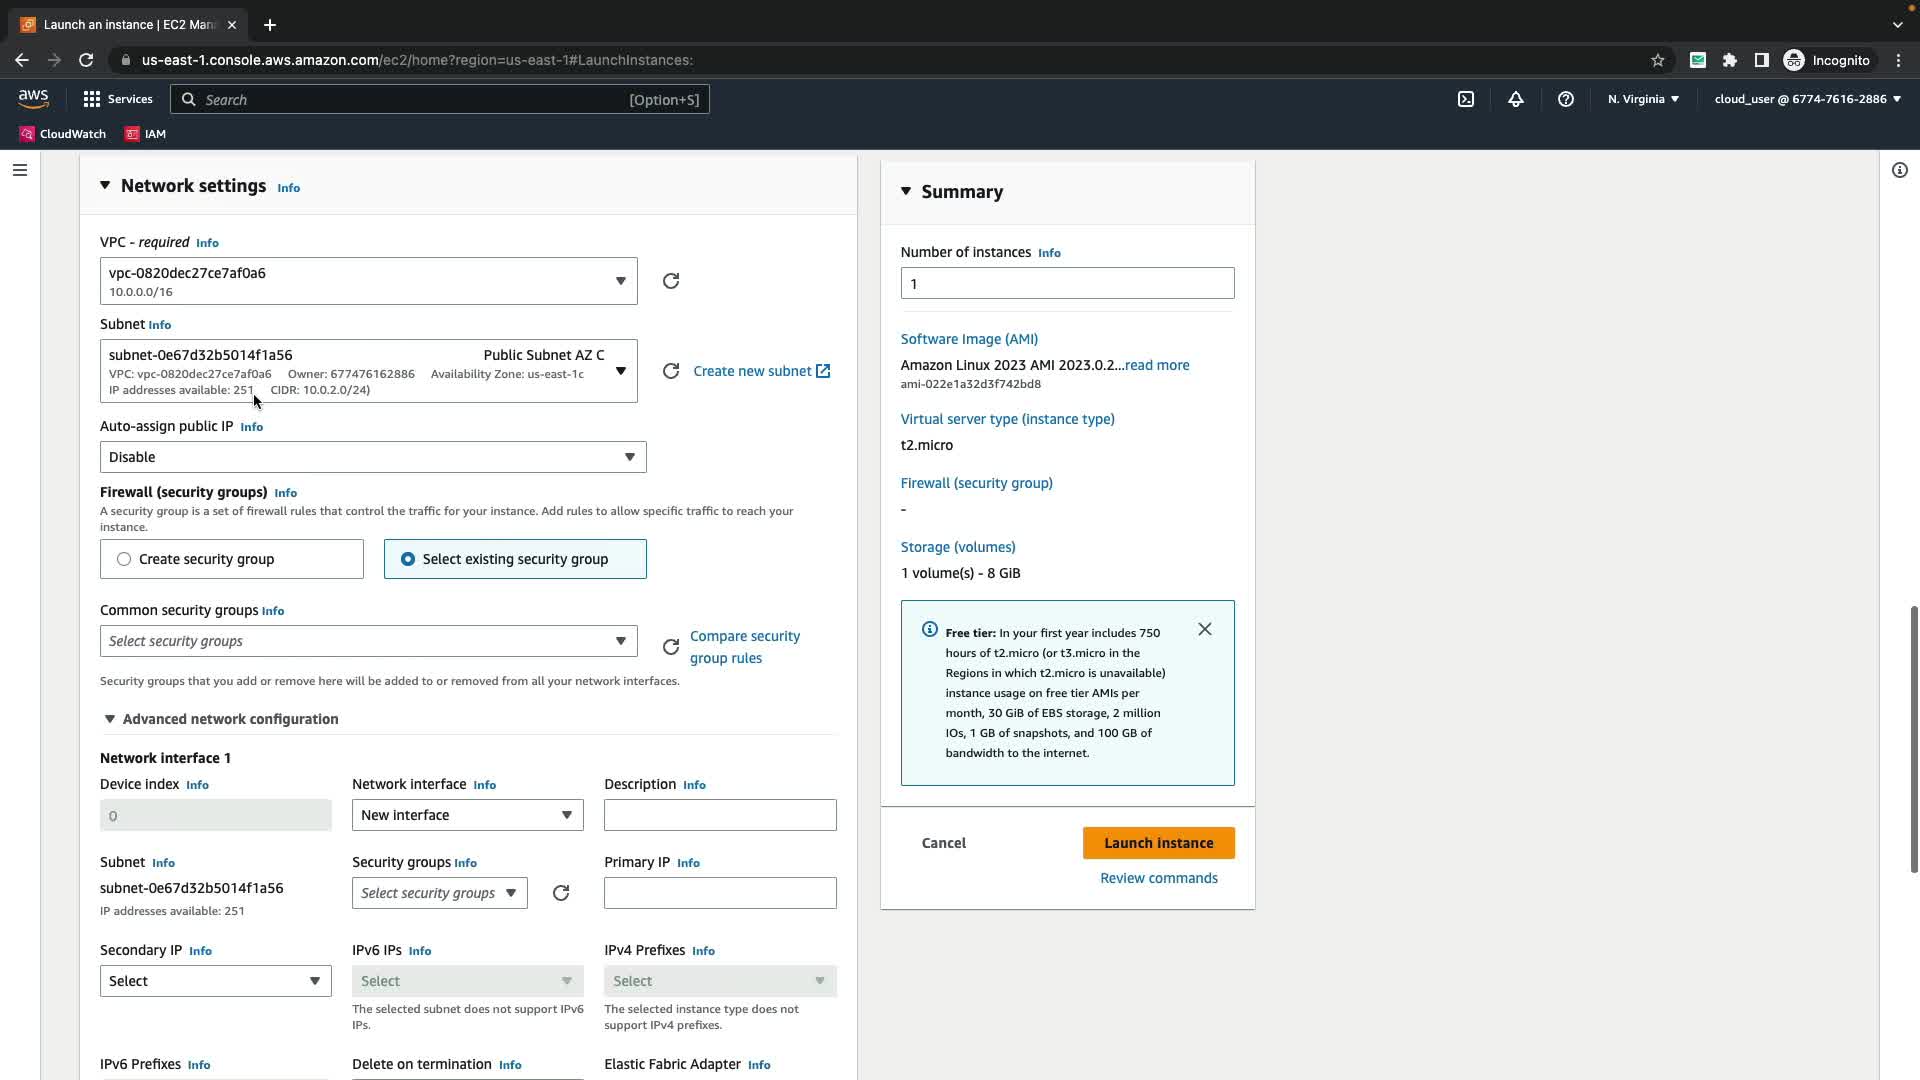 Launch an instance | EC2 Man
us-east-1.console.aws.amazon.com/ec2/home?region=us-east-1#LaunchInstances:
Incognito
aws
Services
Search
[Option+S]
N. Virginia
cloud_user @ 6774-7616-2886
CloudWatch
IAM
Network settings Info
VPC - required Info
vpc-0820dec27ce7af0a6
10.0.0.0/16
Subnet Info
subnet-0e67d32b5014f1a56 Public Subnet AZ C
VPC: vpc-0820dec27ce7af0a6 Owner: 677476162886 Availability Zone: us-east-1c
IP addresses available: 251 CIDR: 10.0.2.0/24)
Create new subnet
Auto-assign public IP Info
Disable
Firewall (security groups) Info
A security group is a set of firewall rules that control the traffic for your instance. Add rules to allow specific traffic to reach your
instance.
Create security group
Select existing security group
Common security groups Info
Select security groups
Compare security
group rules
Security groups that you add or remove here will be added to or removed from all your network interfaces.
Advanced network configuration
Network interface 1
Device index Info
0
Network interface Info
New interface
Description Info
Subnet Info
subnet-0e67d32b5014f1a56
IP addresses available: 251
Security groups Info
Select security groups
Primary IP Info
Secondary IP Info
Select
IPv6 IPs Info
Select
The selected subnet does not support IPv6
IPs.
IPv4 Prefixes Info
Select
The selected instance type does not
support IPv4 prefixes.
IPv6 Prefixes Info
Delete on termination Info
Elastic Fabric Adapter Info
Summary
Number of instances Info
1
Software Image (AMI)
Amazon Linux 2023 AMI 2023.0.2...read more
ami-022e1a32d3f742bd8
Virtual server type (instance type)
t2.micro
Firewall (security group)
-
Storage (volumes)
1 volume(s) - 8 GiB
Free tier: In your first year includes 750
hours of t2.micro (or t3.micro in the
Regions in which t2.micro is unavailable)
instance usage on free tier AMIs per
month, 30 GiB of EBS storage, 2 million
IOs, 1 GB of snapshots, and 100 GB of
bandwidth to the internet.
Cancel
Launch instance
Review commands